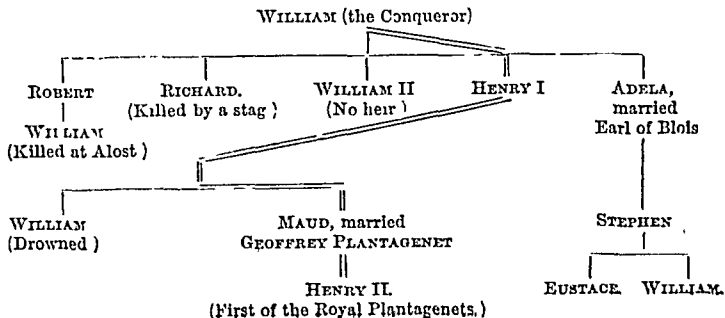 WILLIAM (the Conqueror)
ROBERT
RICHARD.
(Killed by a stag)
WILLIAM II
(No heir)
HENRY I
ADELA,
married
Earl of Blois
WILLIAM
(Killed at Alost)
WILLIAM
(Drowned)
MAUD, married
GEOFFREY PLANTAGENET
STEPHEN
HENRY II.
(First of the Royal Plantagenets.)
EUSTACE. WILLIAM.